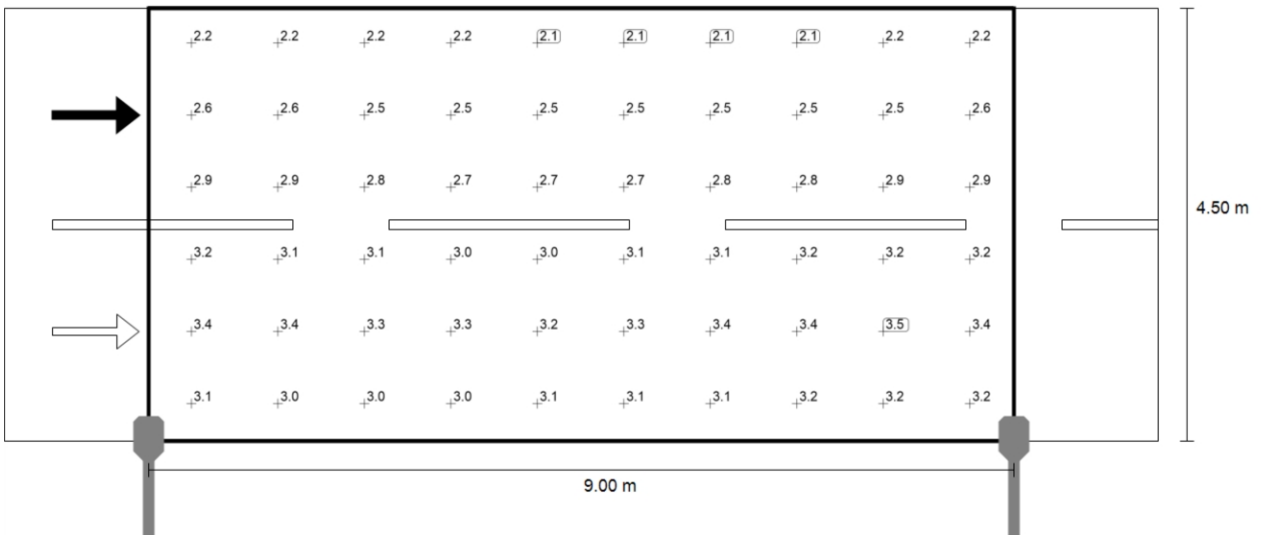 2.2 2.2 2.2 2.2 2.1 2.1 2.1 2.1 2.2 2.2
2.6 2.6 2.5 2.5 2.5 2.5 2.5 2.5 2.5 2.6
2.9 2.9 2.8 2.7 2.7 2.7 2.8 2.8 2.9 2.9
4.50 m
3.2 3.1 3.1 3.0 3.0 3.1 3.1 3.2 3.2 3.2
3.4 3.4 3.3 3.3 3.2 3.3 3.4 3.4 3.5 3.4
3.1 3.0 3.0 3.0 3.1 3.1 3.1 3.2 3.2 3.2
9.00 m